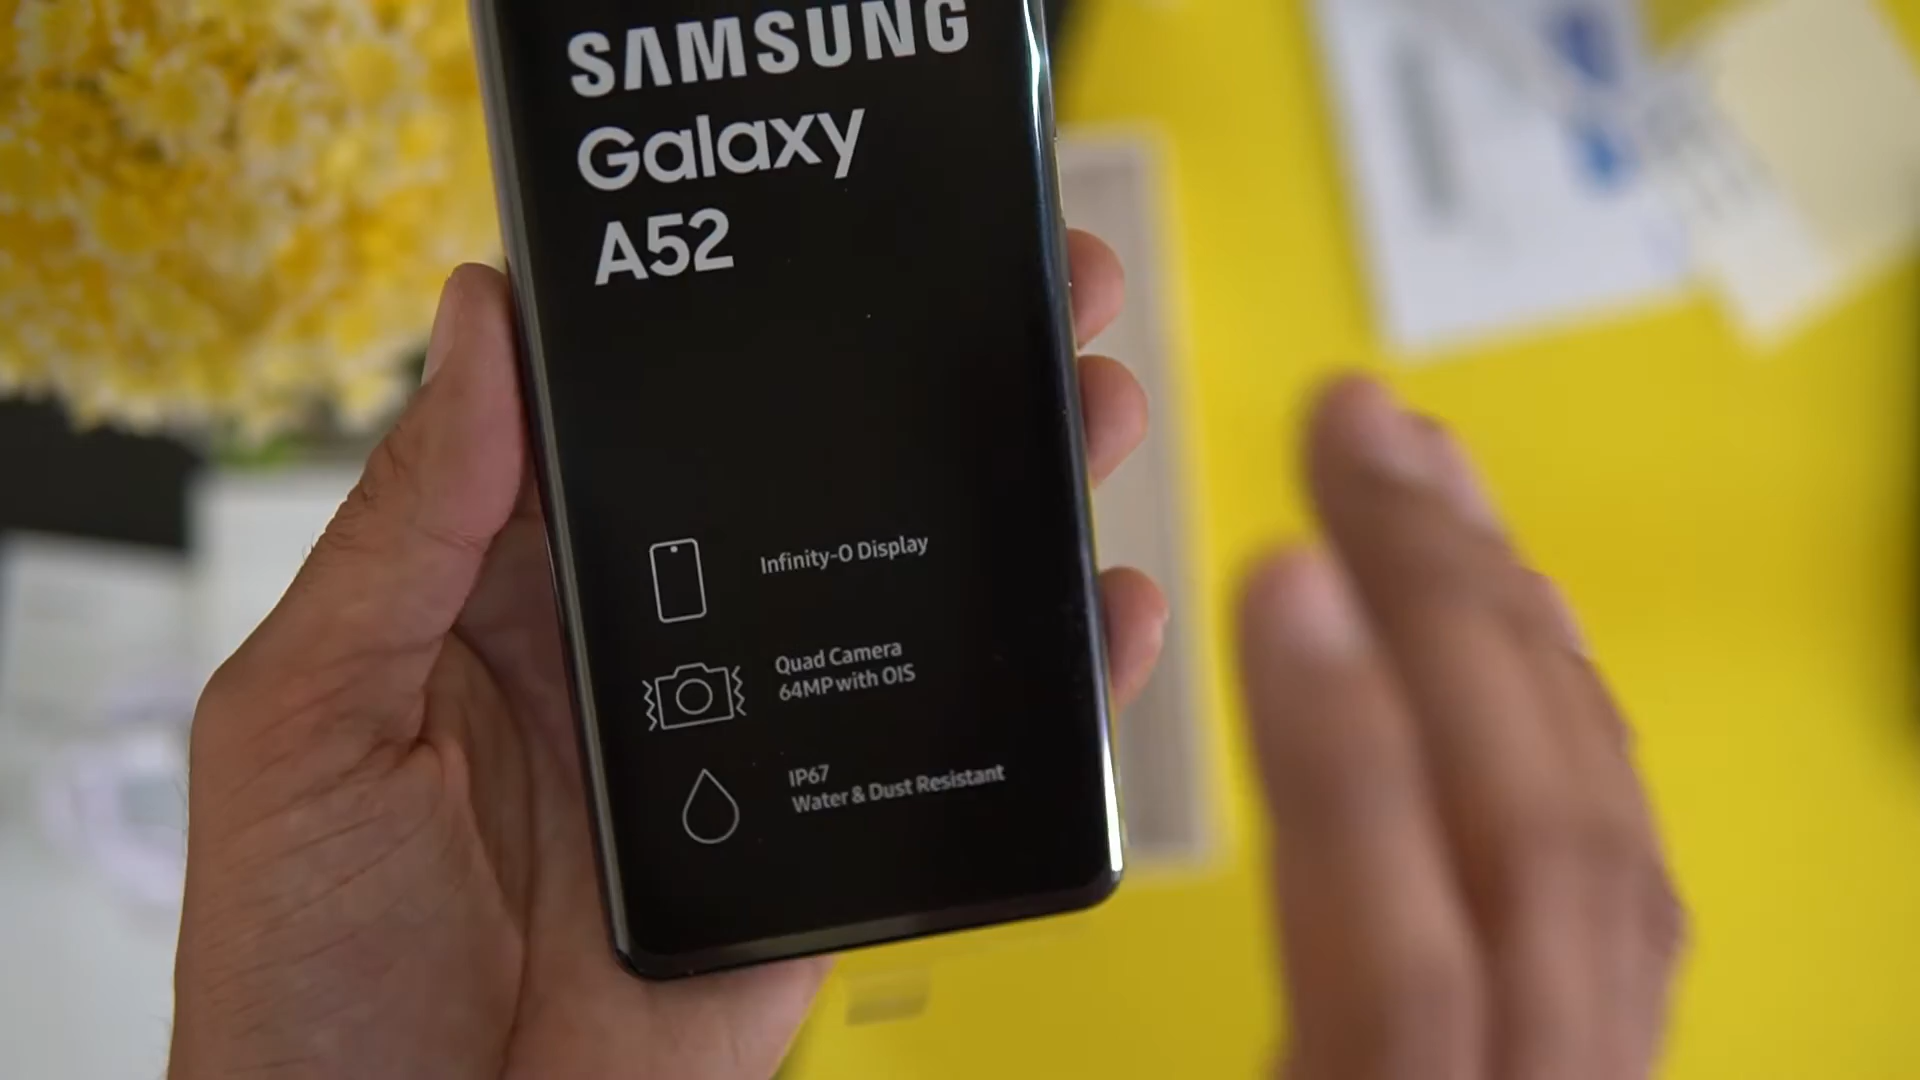 SAMSUNG
Galaxy
A52
Infinity-O Display
Quad Camera
64MP with OIS
IP67
Water & Dust Resistant